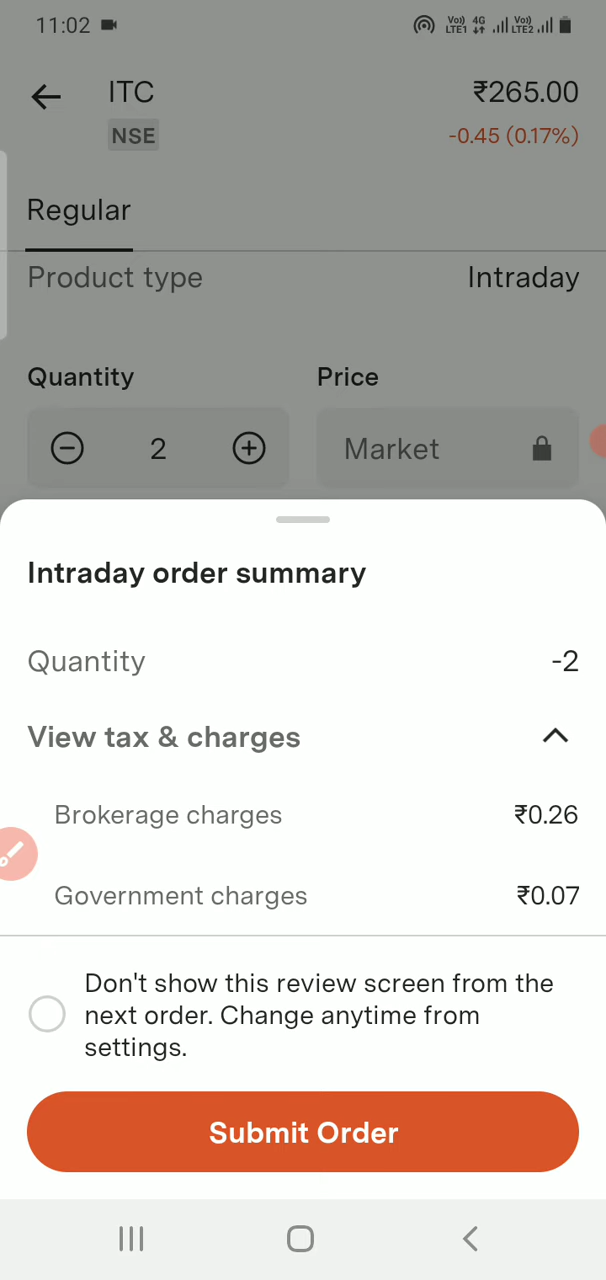 11:02
Vo)) LTE1 4G Vo)) LTE2
ITC
₹265.00
NSE
-0.45 (0.17%)
Regular
Product type
Intraday
Quantity
Price
2
Market
Intraday order summary
Quantity
-2
View tax & charges
Brokerage charges
₹0.26
Government charges
₹0.07
Don't show this review screen from the
next order. Change anytime from
settings.
Submit Order